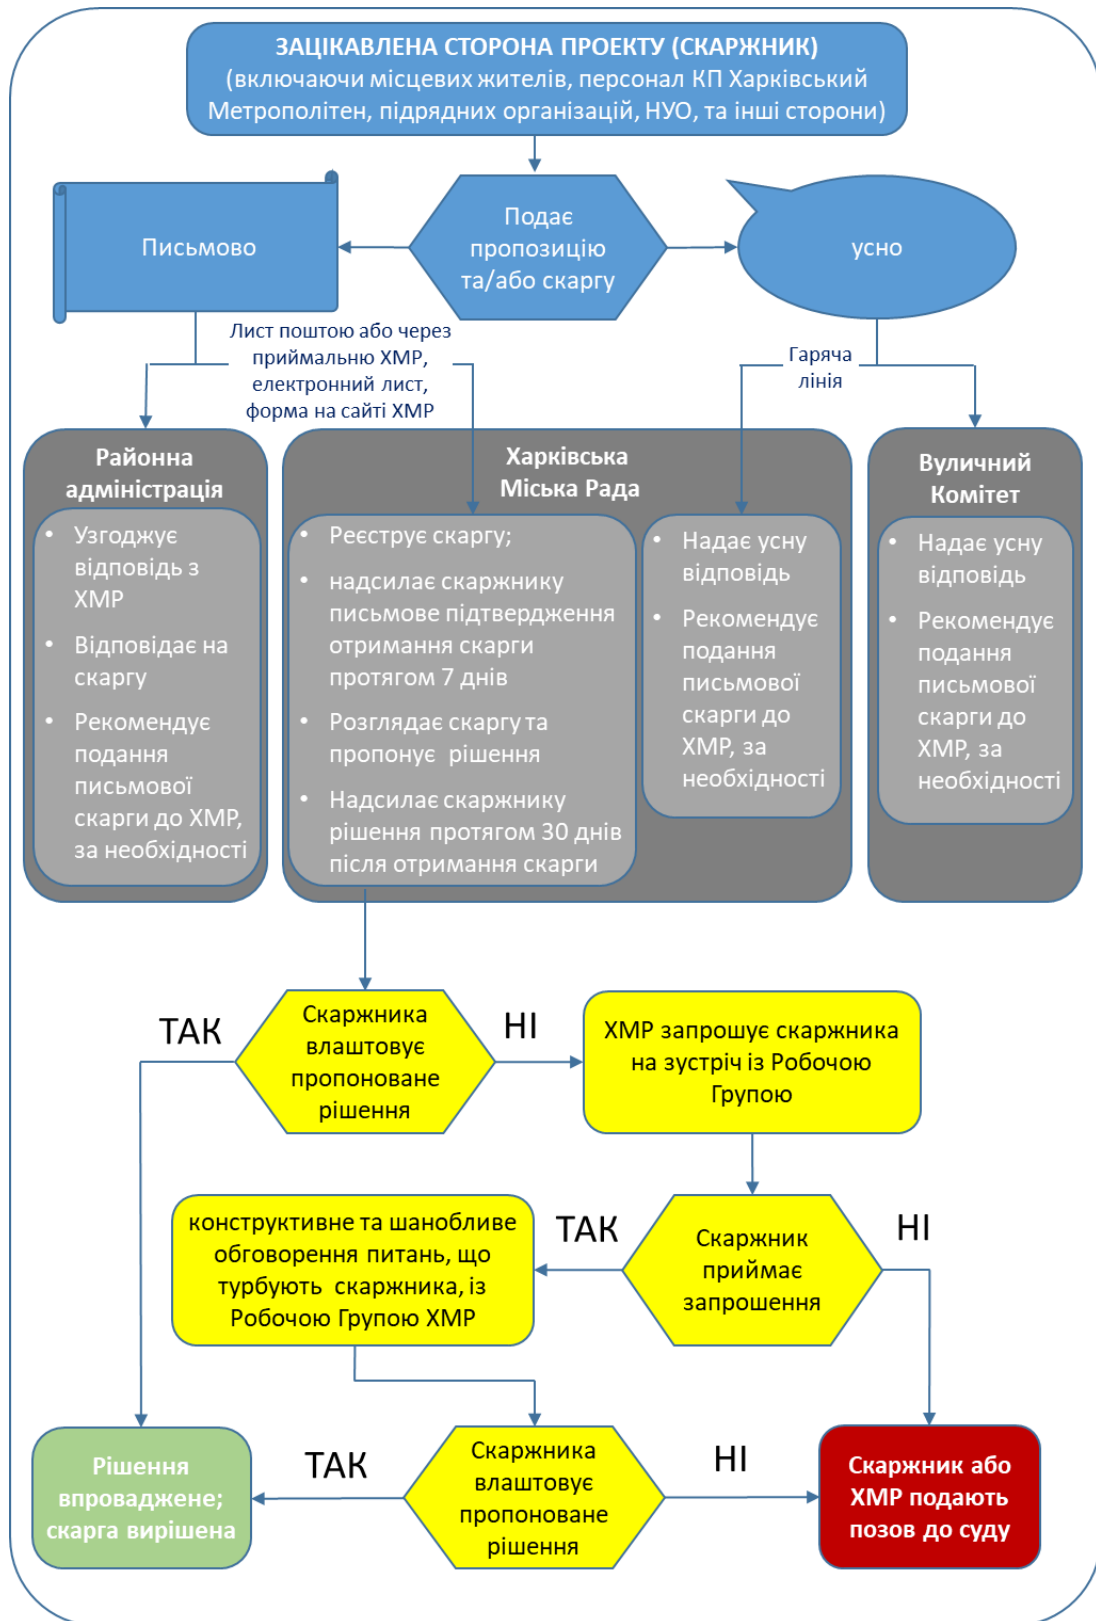 ЗАЦІКАВЛЕНА СТОРОНА ПРОЕКТУ (СКАРЖНИК)
(включаючи місцевих жителів, персонал КП Харківський
Метрополітен, підрядних організацій, НУО, та інші сторони)
Письмово
Подає
пропозицію
та/або скаргу
усно
Лист поштою або через
приймальню ХМР,
електронний лист,
форма на сайті ХМР
Гаряча
лінія
Районна
адміністрація
• Узгоджує
відповідь з
ХМР
• Відповідає на
скаргу
• Рекомендує
подання
письмової
скарги до ХМР,
за необхідності
Харківська
Міська Рада
• Реєструє скаргу;
• надсилає скаржнику
письмове підтвердження
отримання скарги
протягом 7 днів
• Розглядає скаргу та
пропонує рішення
• Надсилає скаржнику
рішення протягом 30 днів
після отримання скарги
• Надає усну
відповідь
• Рекомендує
подання
письмової
скарги до
ХМР, за
необхідності
Вуличний
Комітет
• Надає усну
відповідь
• Рекомендує
подання
письмової
скарги до
ХМР, за
необхідності
ТАК
Скаржника
влаштовує
пропоноване
рішення
НІ
ХМР запрошує скаржника
на зустріч із Робочою
Групою
конструктивне та шанобливе
обговорення питань, що
турбують скаржника, із
Робочою Групою ХМР
ТАК
Скаржник
приймає
запрошення
НІ
Рішення
впроваджене;
скарга вирішена
ТАК
Скаржника
влаштовує
пропоноване
рішення
НІ
Скаржник або
ХМР подають
позов до суду